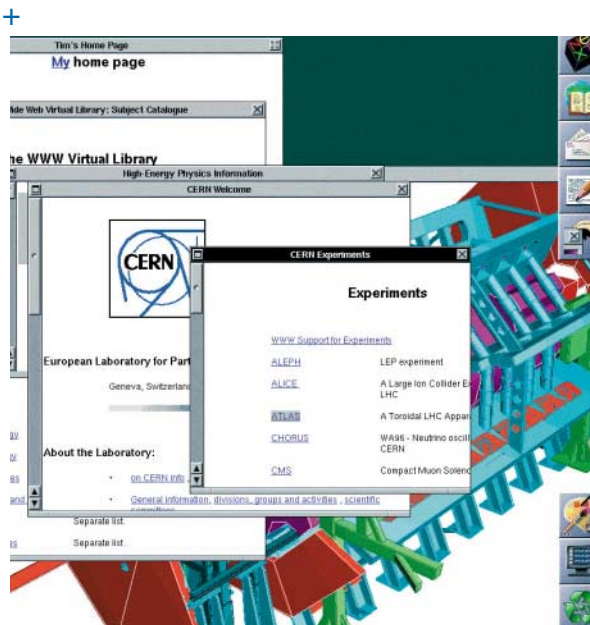 +
Tim's Home Page
My home page
ide Web Virtual Library: Subject Catalogue
he WWW Virtual Library
High-Energy Physics Information
CERN Welcome
CERN
CERN Experiments
Experiments
WWW Support for Experiments
ALEPH LEP experiment
ALICE A Large Ion Collider E
LHC
ATLAS A Toroidal LHC Appar
CHORUS WA95 - Neutrino oscill
CERN
CMS Compact Muon Soleno
European Laboratory for Part
Geneva, Switzerland
About the Laboratory:
on CERN info
General information, divisions, groups and activities , scientific
committees
Separate list.
Separate list.